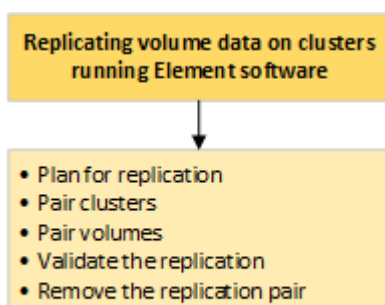 Replicating volume data on clusters
running Element software
• Plan for replication
• Pair clusters
• Pair volumes
• Validate the replication
• Remove the replication pair